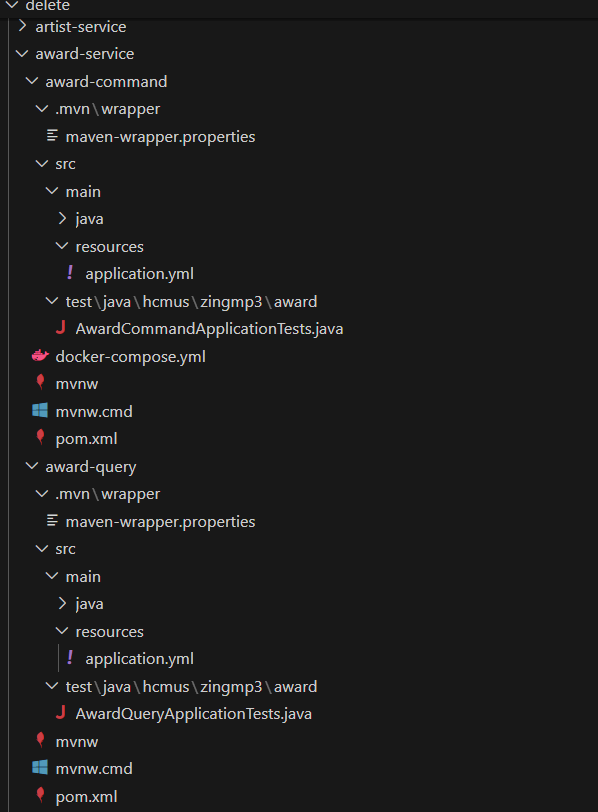 delete
artist-service
award-service
award-command
.mvn\wrapper
maven-wrapper.properties
src
main
java
resources
application.yml
test\java\hcmus\zingmp3\award
AwardCommandApplicationTests.java
docker-compose.yml
mvnw
mvnw.cmd
pom.xml
award-query
.mvn\wrapper
maven-wrapper.properties
src
main
java
resources
application.yml
test\java\hcmus\zingmp3\award
AwardQueryApplicationTests.java
mvnw
mvnw.cmd
pom.xml